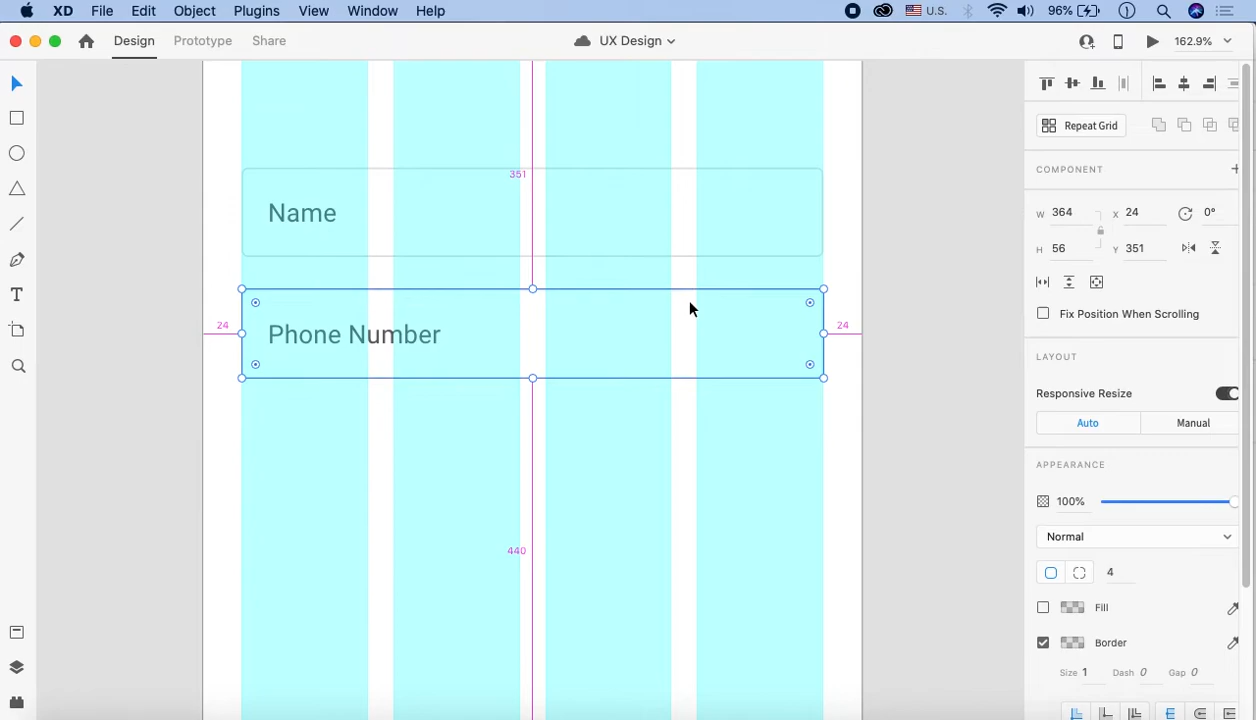 XD File Edit Object Plugins View Window Help U.S. 96%
Design Prototype Share UX Design 162.9%
Repeat Grid
COMPONENT
351
Name
W 364 X 24 0°
H 56 Y 351
Fix Position When Scrolling
24 Phone Number 24
LAYOUT
Responsive Resize
Auto Manual
APPEARANCE
100%
Normal
440
4
Fill
Border
Size 1 Dash 0 Gap 0